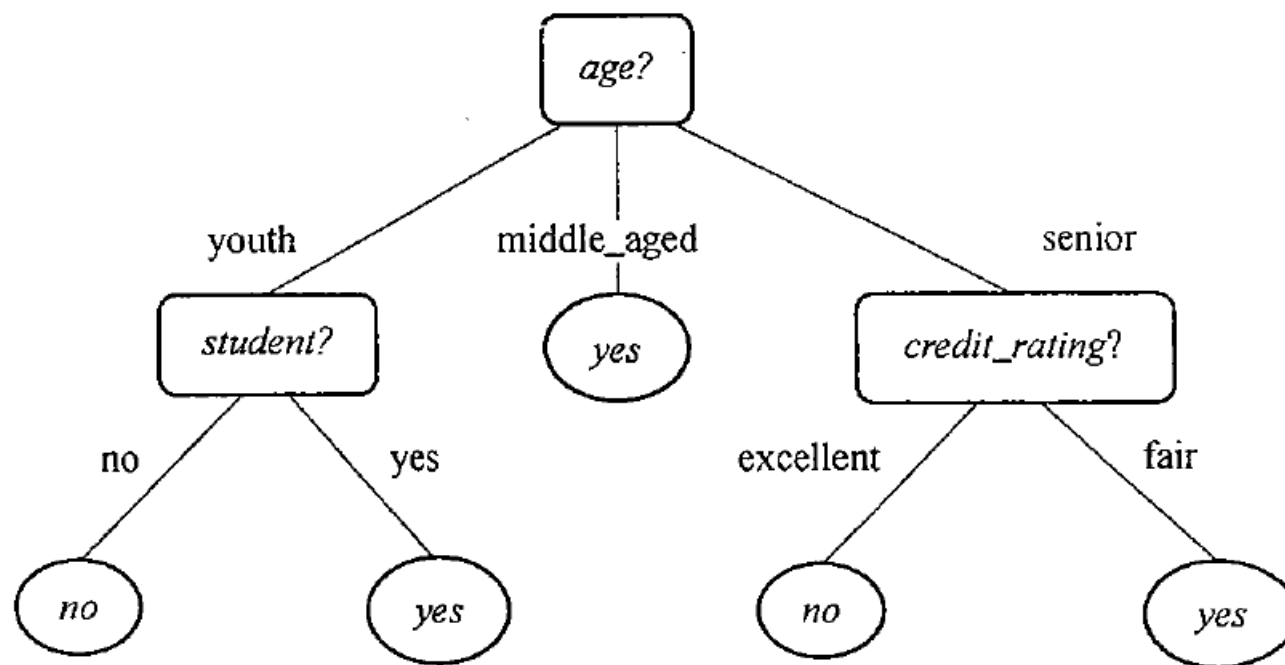 age?
youth
middle_aged
senior
student?
yes
credit_rating?
no
yes
excellent
fair
no
yes
no
yes